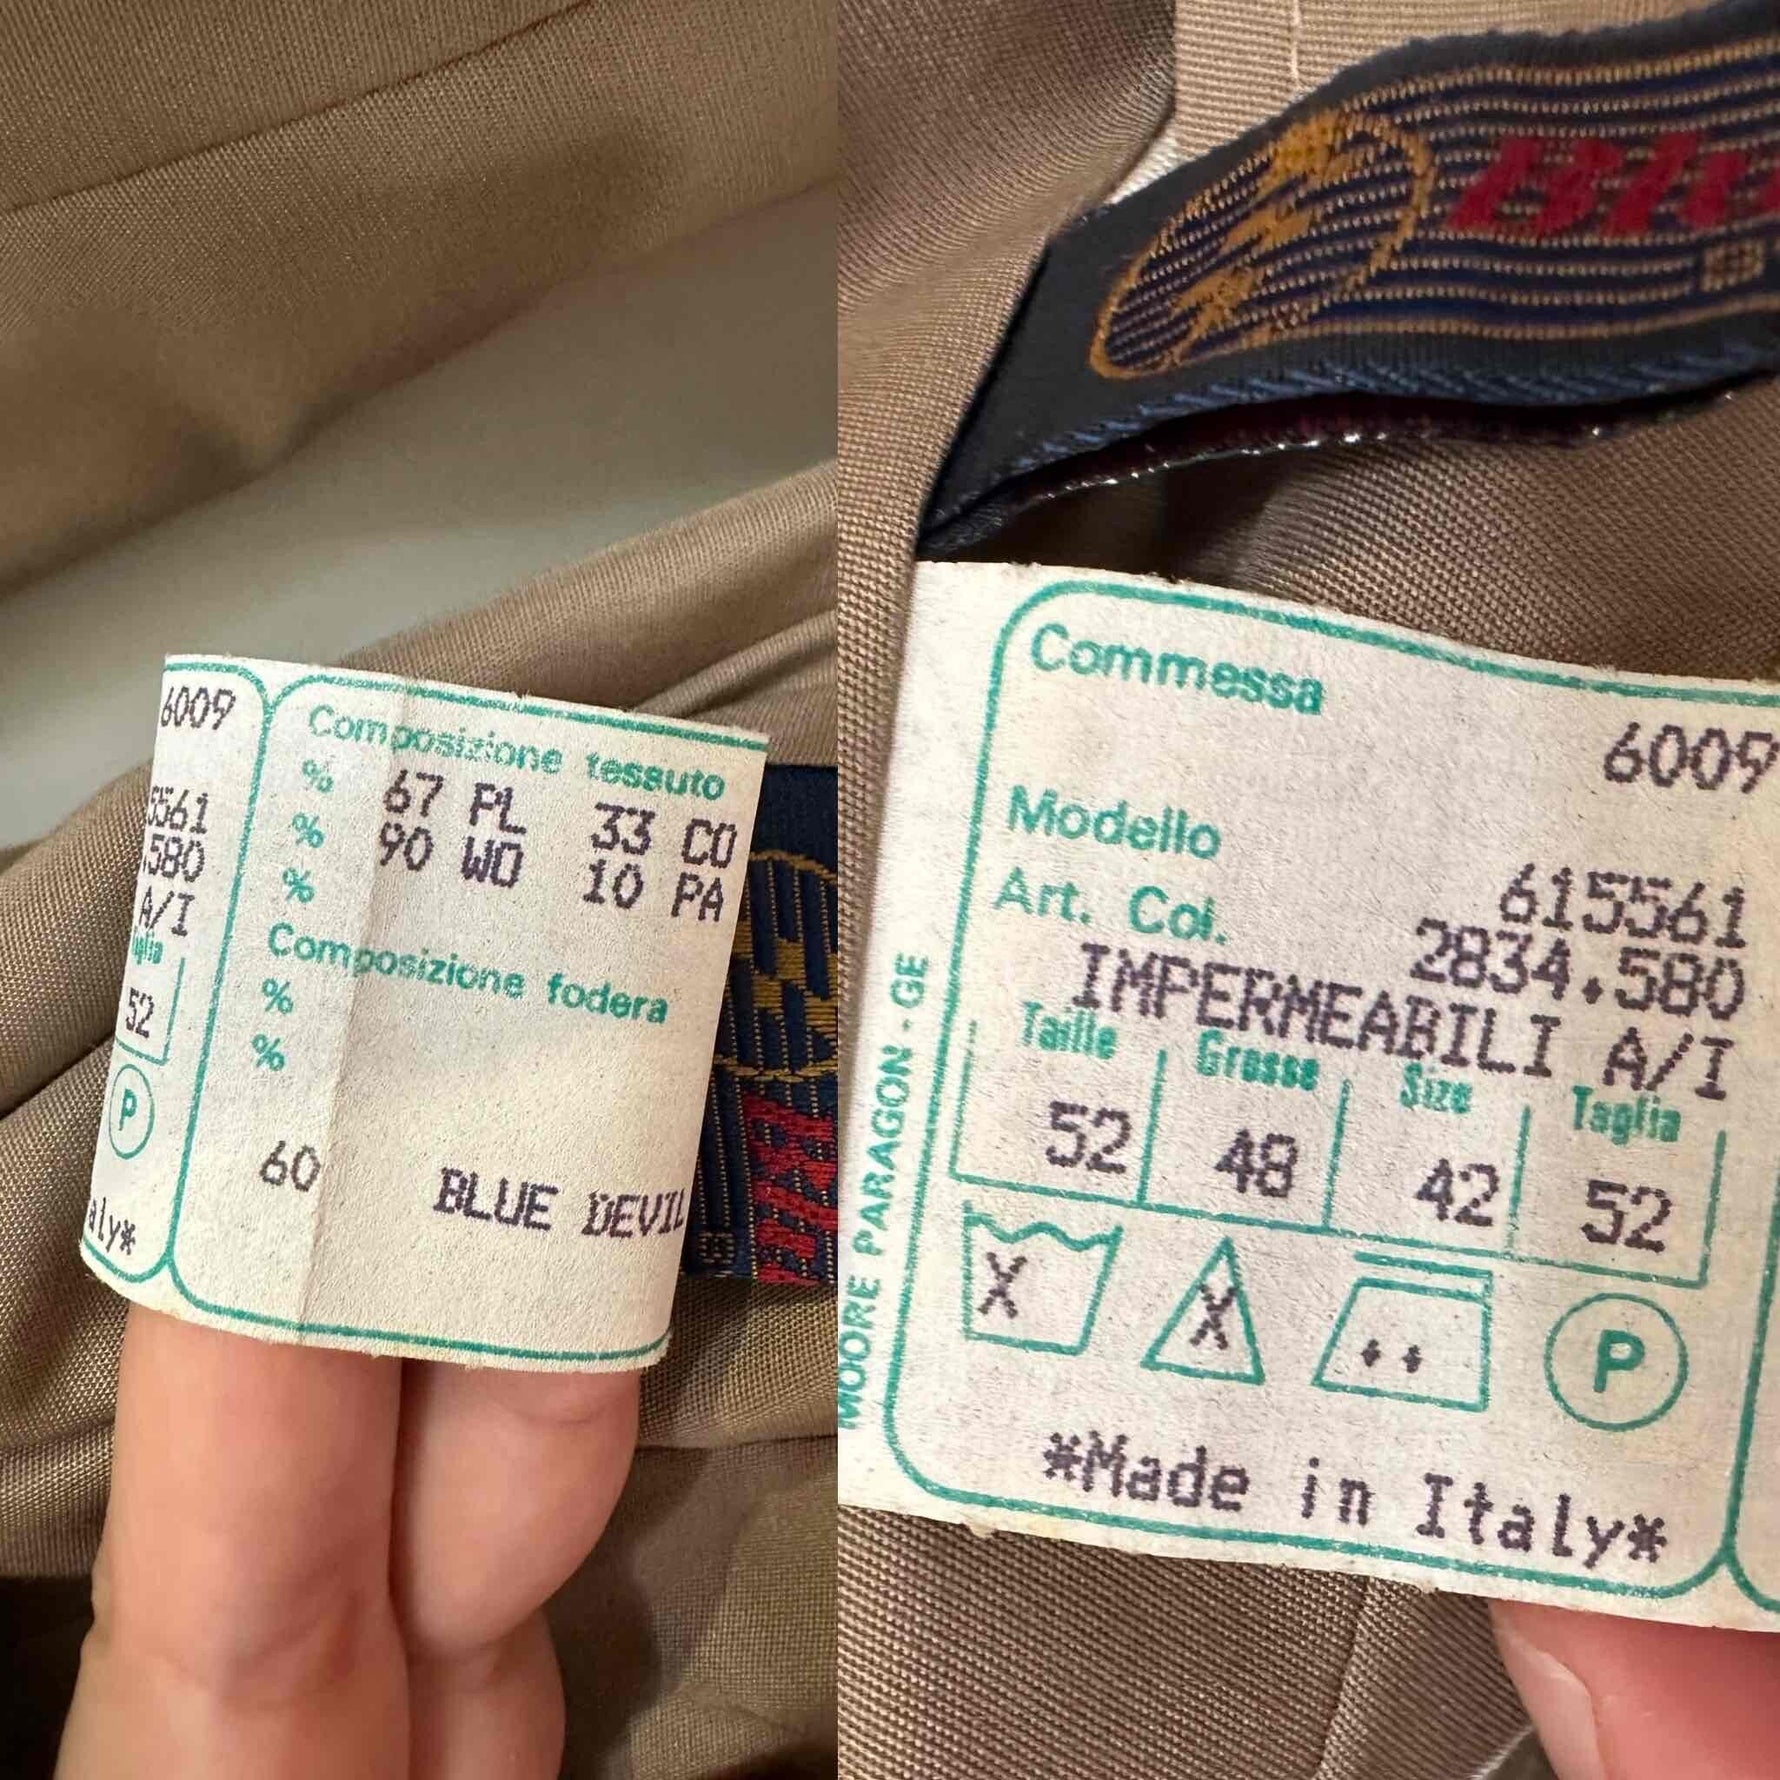 6009
5561
.580
A/I
52
P
aly*
Composizione tessuto
% 67 PL 33 CO
% 90 WO 10 PA
%
Composizione fodera
%
%
60 BLUE DEVIL
Commessa
6009
Modello
615561
Art. Col.
2834.580
IMPERMEABILI A/I
Taille Grosse Size Taglia
52 48 42 52
X X P
*Made in Italy*
MOORE PARAGON - GE